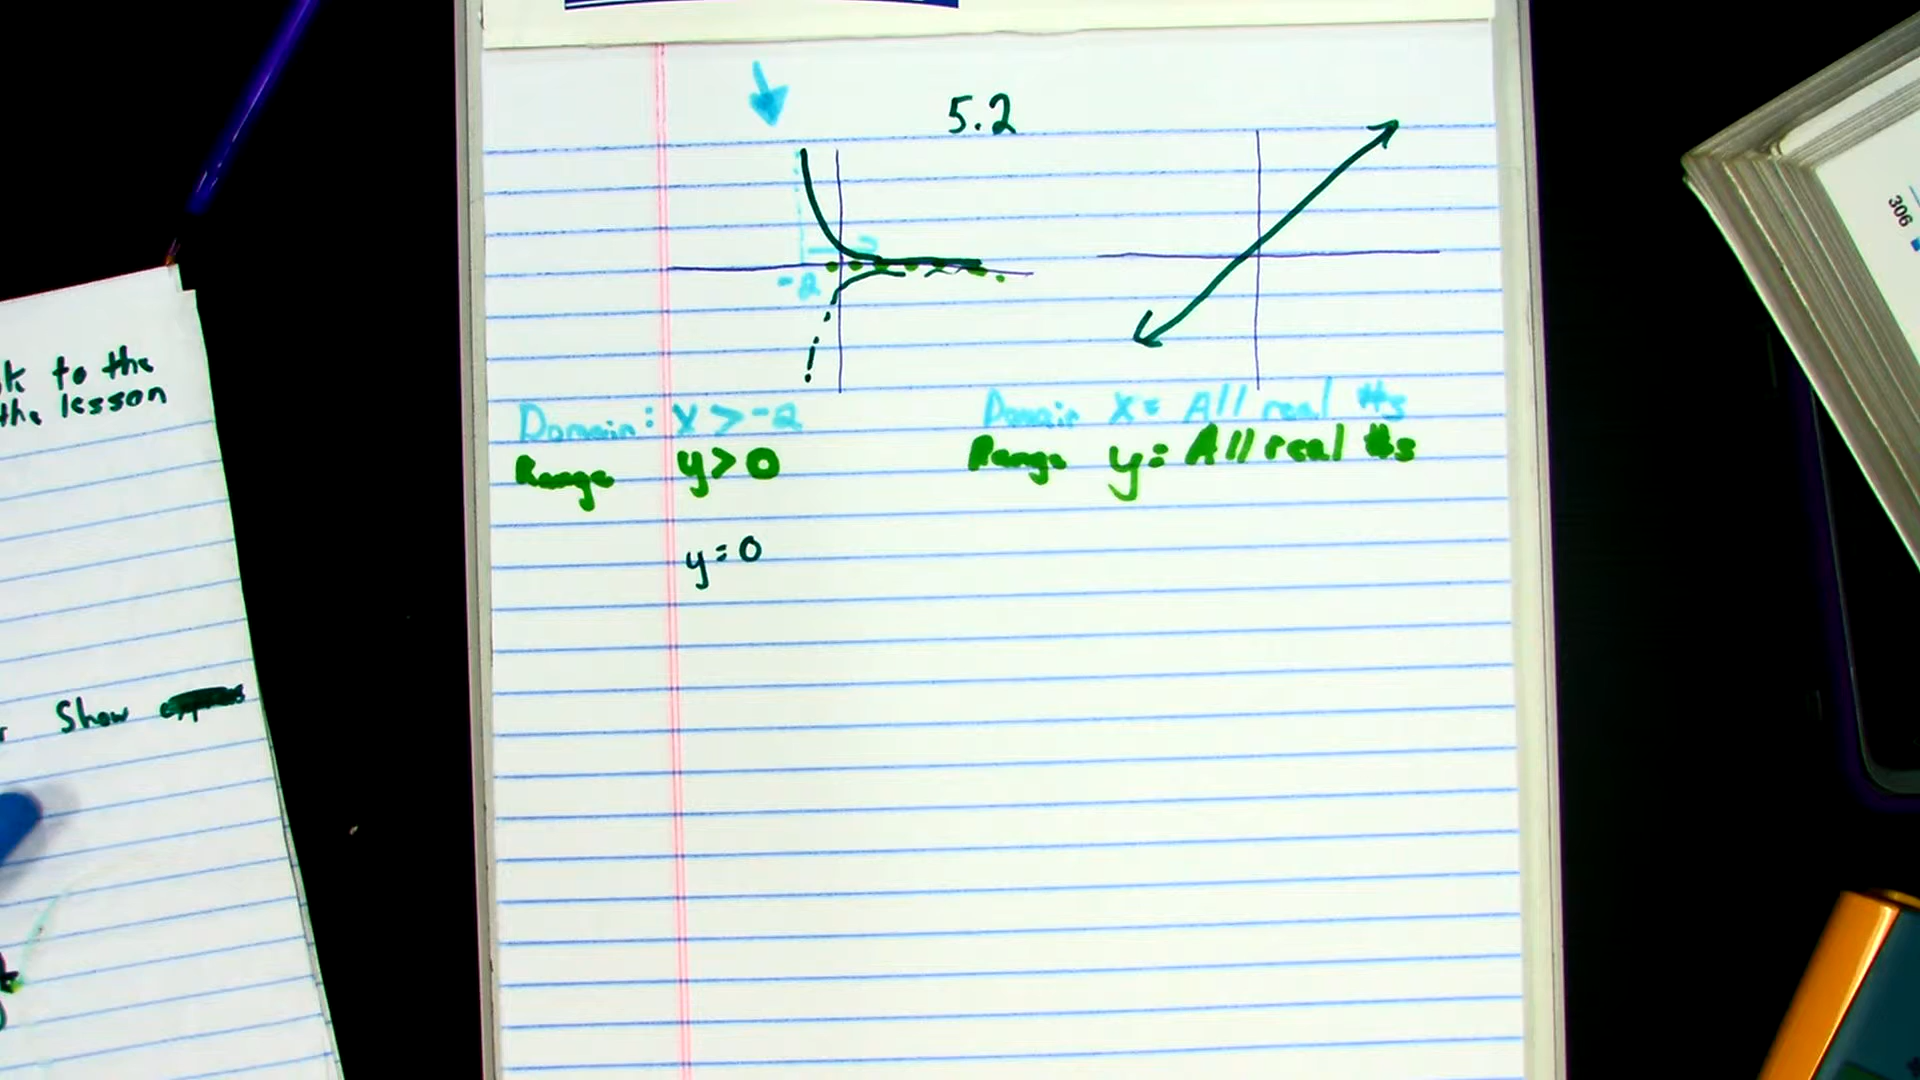 5.2
-2
Domain: x > -2
Range y > 0
y = 0
Domain x = All real #s
Range y = All real #s
to the
the lesson
Show
306